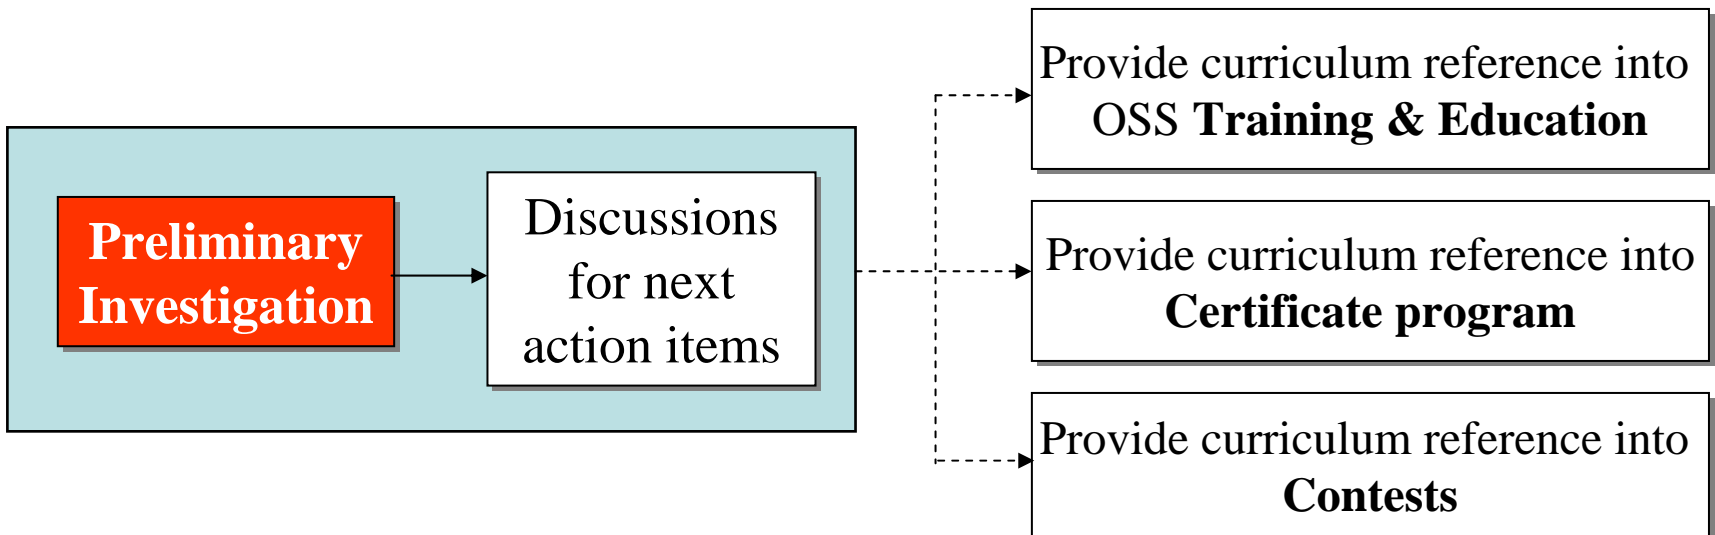 Preliminary
Investigation
Discussions
for next
action items
Provide curriculum reference into
OSS Training & Education
Provide curriculum reference into
Certificate program
Provide curriculum reference into
Contests